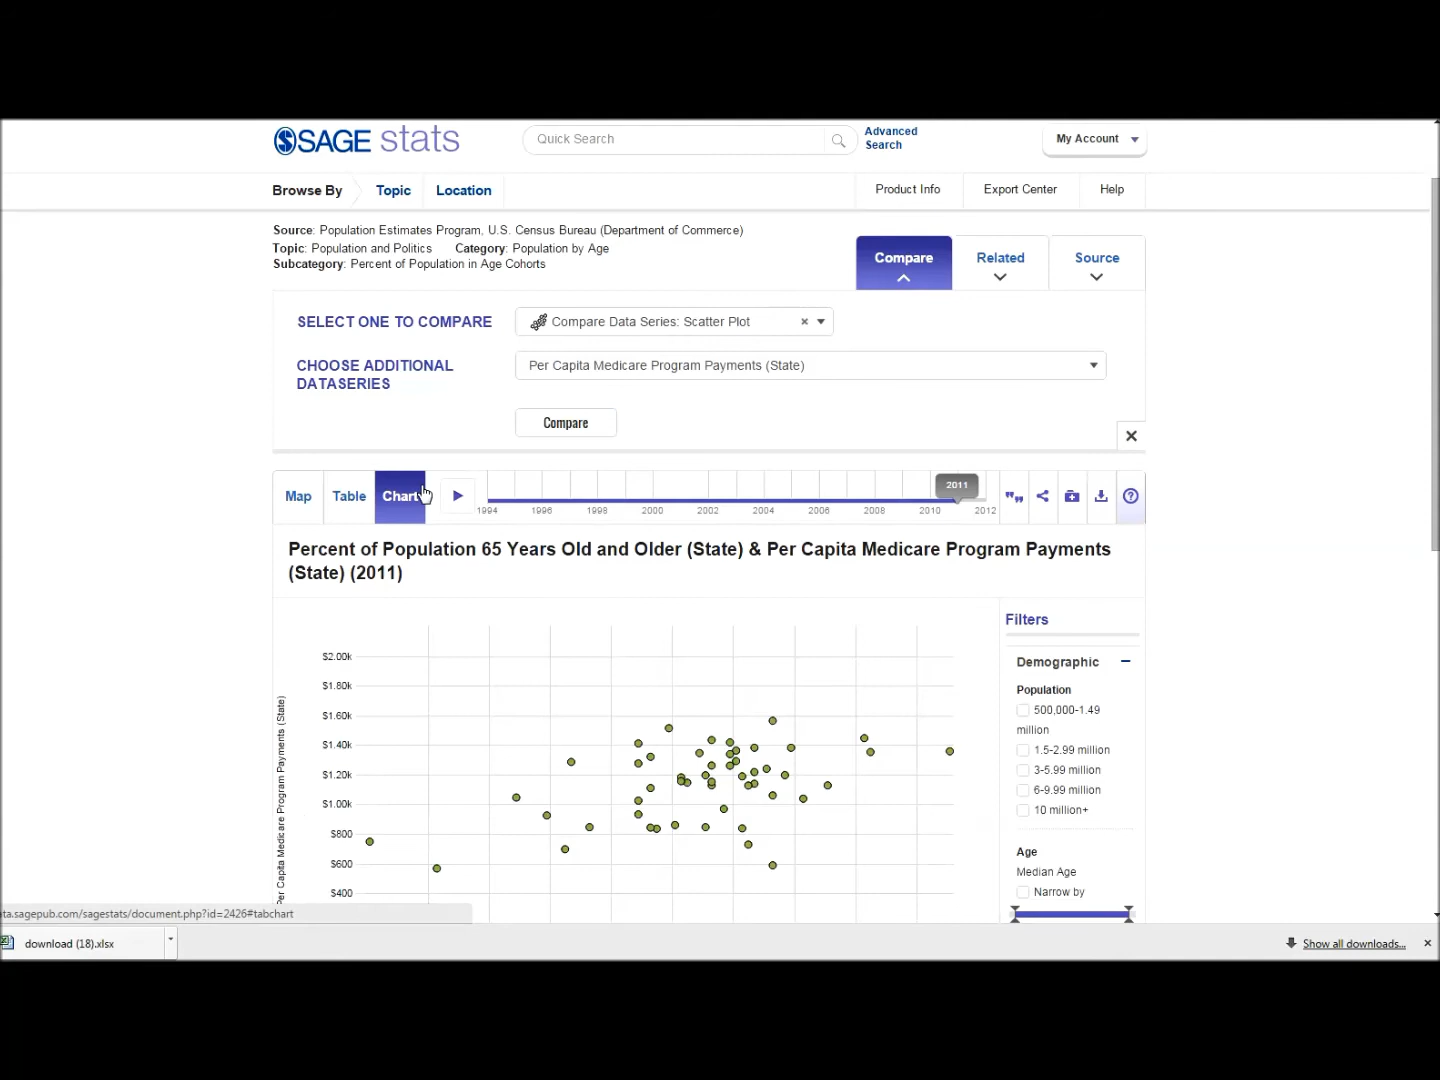 SAGE stats
Quick Search
Advanced
Search
My Account
Browse By
Topic
Location
Product Info
Export Center
Help
Source: Population Estimates Program, U.S. Census Bureau (Department of Commerce)
Topic: Population and Politics Category: Population by Age
Subcategory: Percent of Population in Age Cohorts
Compare
Related
Source
SELECT ONE TO COMPARE
Compare Data Series: Scatter Plot
CHOOSE ADDITIONAL
DATASERIES
Per Capita Medicare Program Payments (State)
Compare
Map
Table
Chart
2011
1994 1996 1998 2000 2002 2004 2006 2008 2010 2012
Percent of Population 65 Years Old and Older (State) & Per Capita Medicare Program Payments
(State) (2011)
Per Capita Medicare Program Payments (State)
$2.00k
$1.80k
$1.60k
$1.40k
$1.20k
$1.00k
$800
$600
$400
Filters
Demographic
Population
500,000-1.49
million
1.5-2.99 million
3-5.99 million
6-9.99 million
10 million+
Age
Median Age
Narrow by
ata.sagepub.com/sagestats/document.php?id=2426#tabchart
download (18).xlsx
Show all downloads...